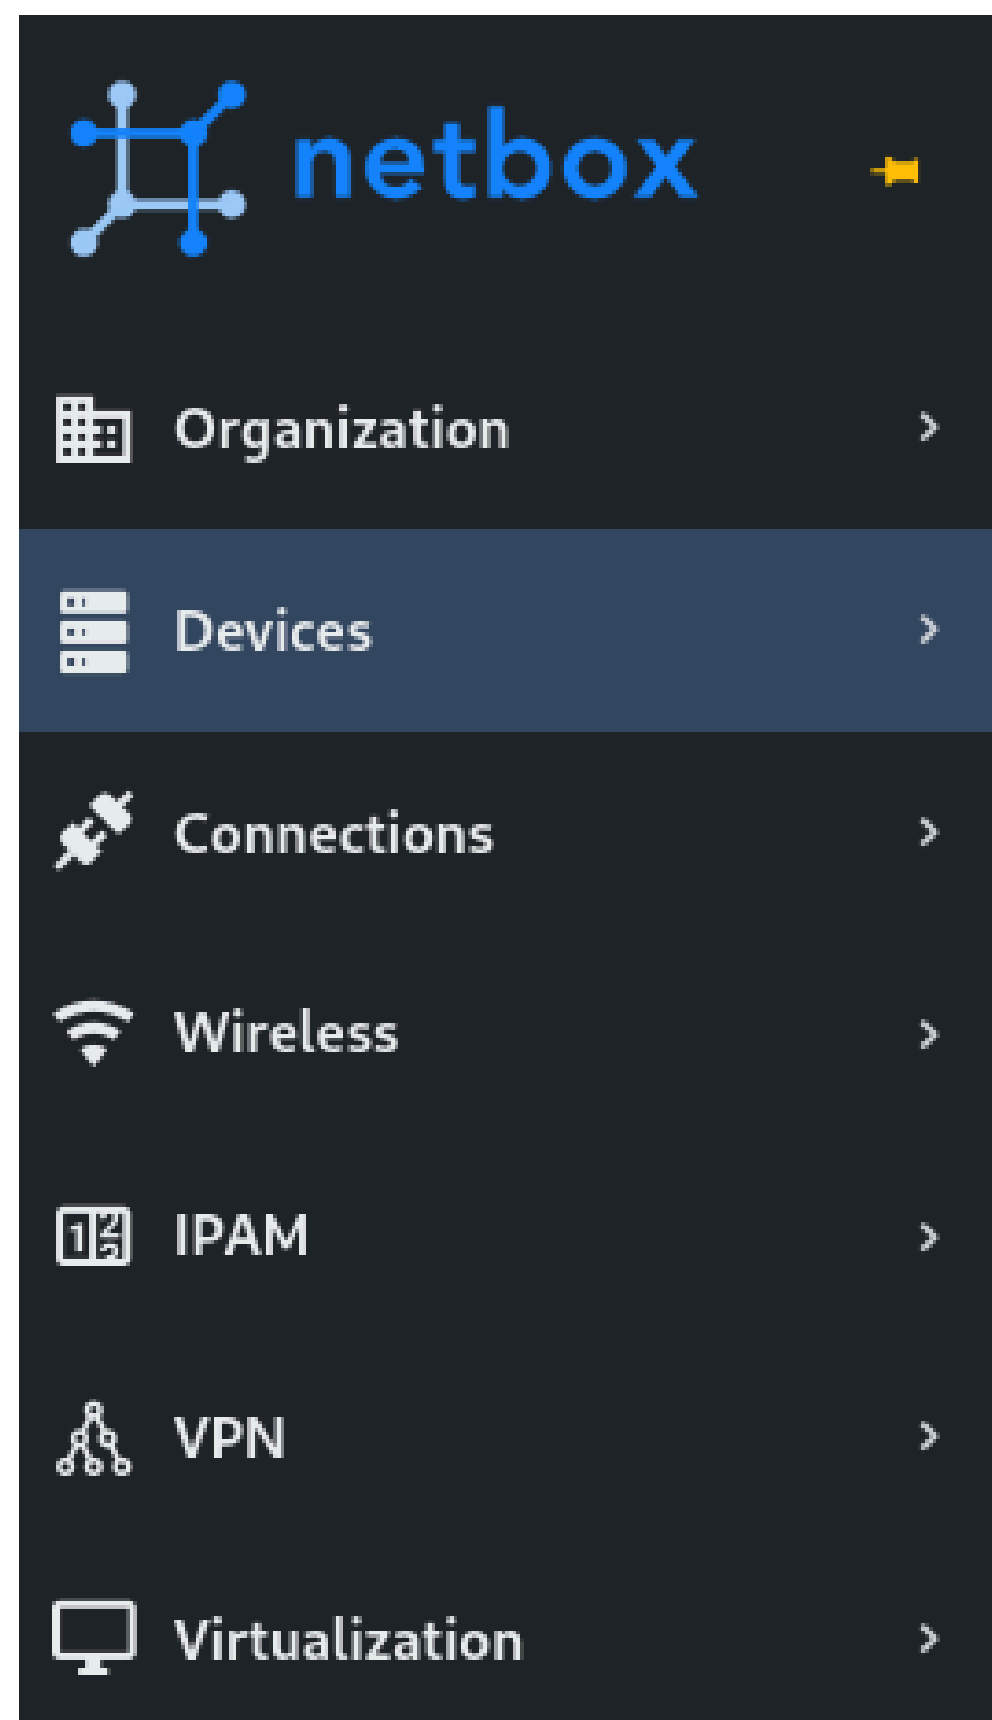 netbox
Organization
Devices
Connections
Wireless
IPAM
VPN
Virtualization